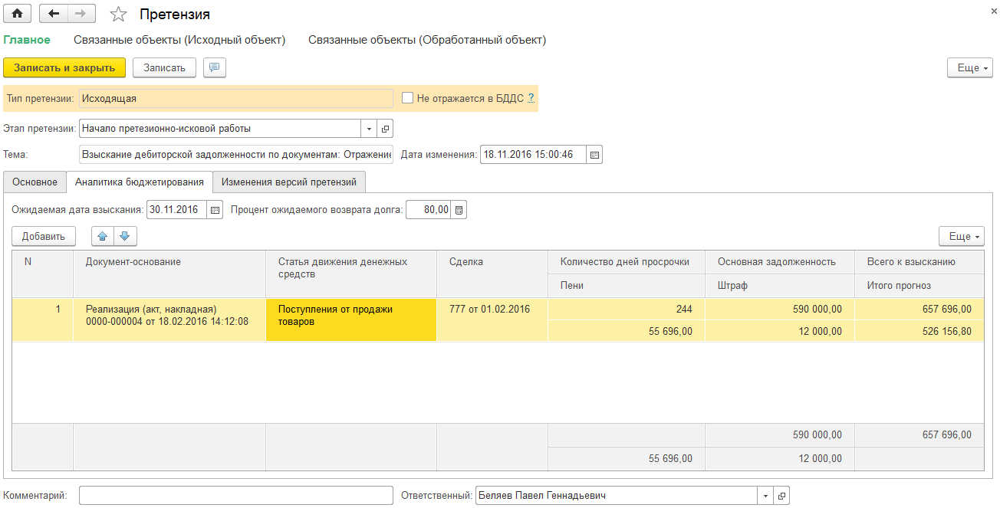 Претензия
Главное Связанные объекты (Исходный объект) Связанные объекты (Обработанный объект)
Записать и закрыть Записать Еще
Тип претензии: Исходящая Не отражается в БДДС ?
Этап претензии: Начало претезионно-исковой работы
Тема: Взыскание дебиторской задолженности по документам: Отражение Дата изменения: 18.11.2016 15:00:46
Основное Аналитика бюджетирования Изменения версий претензий
Ожидаемая дата взыскания: 30.11.2016 Процент ожидаемого возврата долга: 80,00
Добавить Еще
N Документ-основание Статья движения денежных средств Сделка Количество дней просрочки Основная задолженность Всего к взысканию
Пени Штраф Итого прогноз
1 Реализация (акт, накладная) Поступления от продажи 777 от 01.02.2016 244 590 000,00 657 696,00
0000-000004 от 18.02.2016 14:12:08 товаров 55 696,00 12 000,00 526 156,80
590 000,00 657 696,00
55 696,00 12 000,00
Комментарий: Ответственный: Беляев Павел Геннадьевич